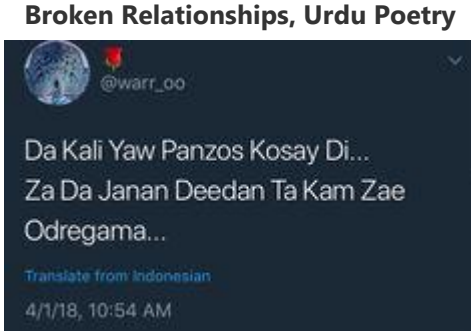 Broken Relationships, Urdu Poetry
@warr_oo
Da Kali Yaw Panzos Kosay Di...
Za Da Janan Deedan Ta Kam Zae
Odregama...
Translate from Indonesian
4/1/18, 10:54 AM